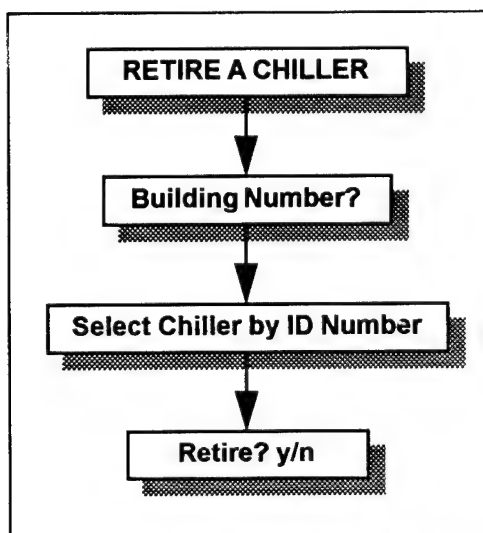 RETIRE A CHILLER
Building Number?
Select Chiller by ID Number
Retire? y/n